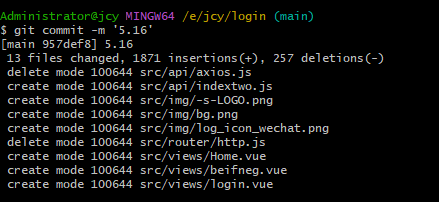 Administrator@jcy MINGW64 /e/jcy/login (main)
$ git commit -m '5.16'
[main 957def8] 5.16
 13 files changed, 1871 insertions(+), 257 deletions(-)
 delete mode 100644 src/api/axios.js
 create mode 100644 src/api/indextwo.js
 create mode 100644 src/img/-s-LOGO.png
 create mode 100644 src/img/bg.png
 create mode 100644 src/img/log_icon_wechat.png
 delete mode 100644 src/router/http.js
 create mode 100644 src/views/Home.vue
 create mode 100644 src/views/beifneg.vue
 create mode 100644 src/views/login.vue